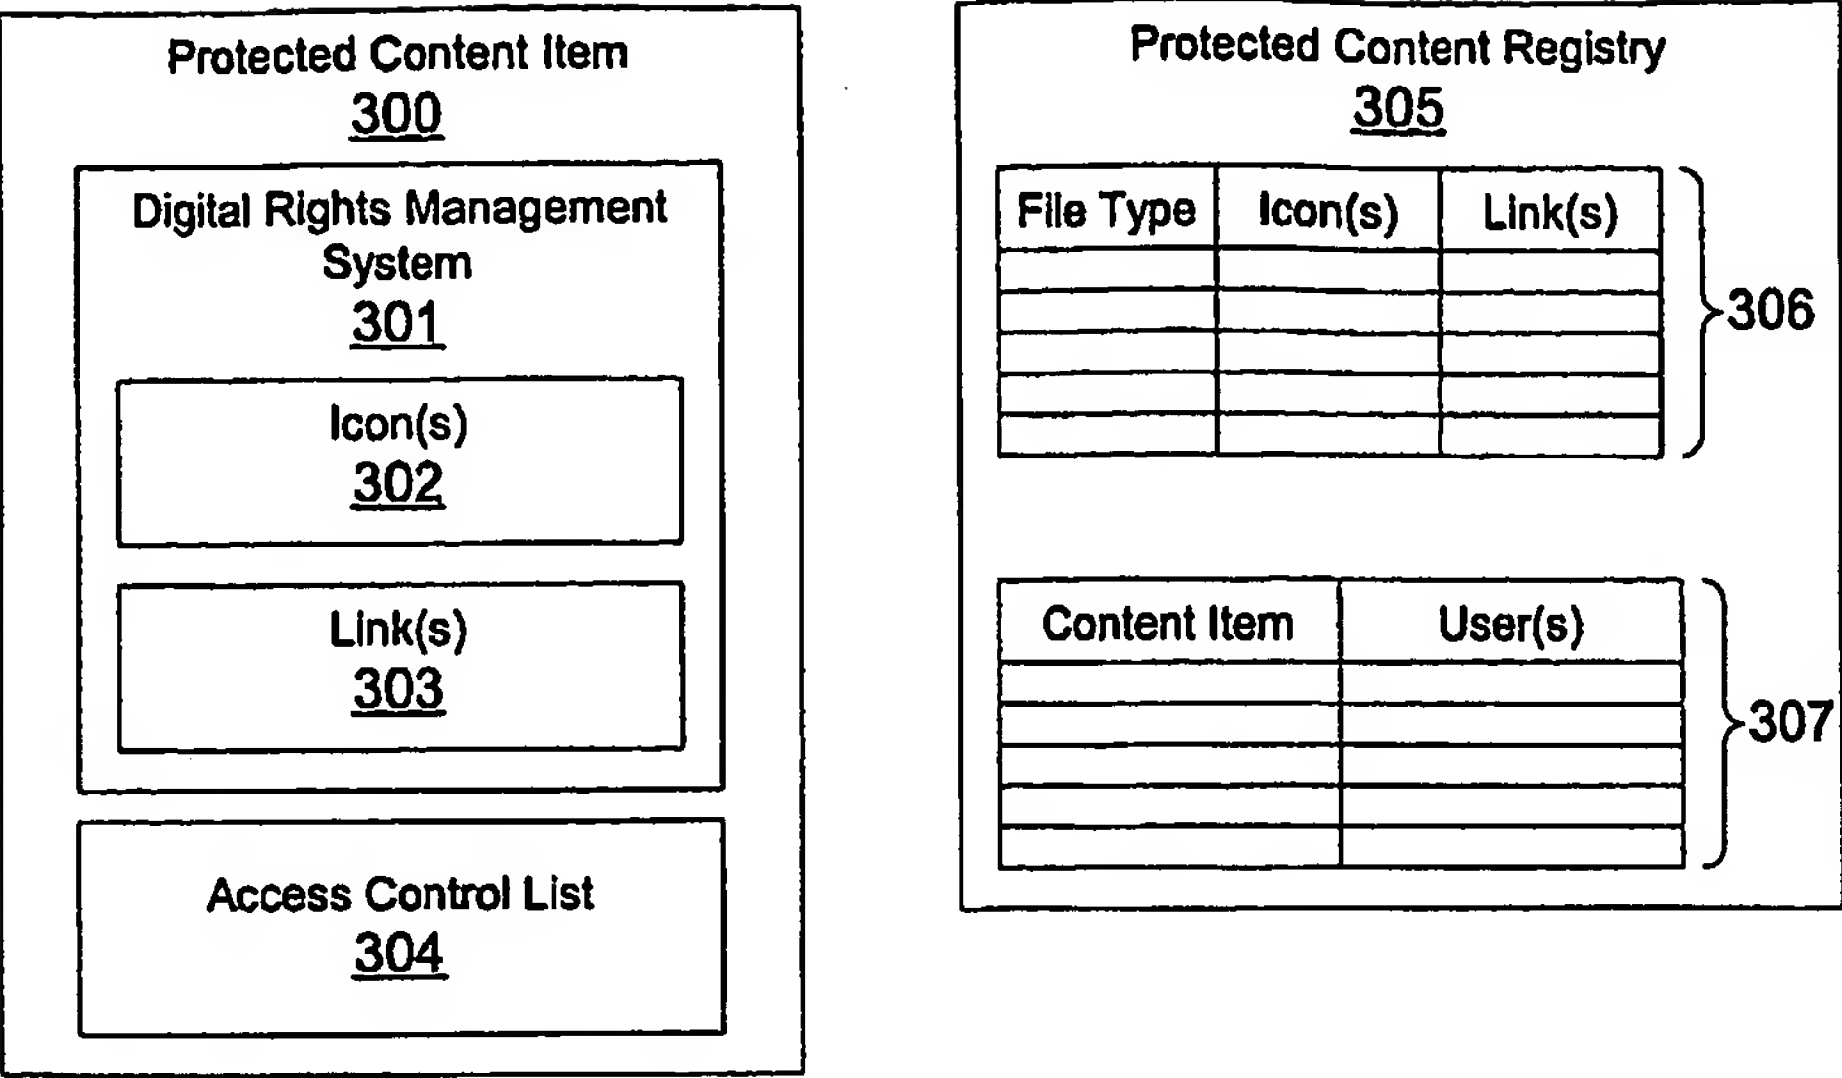 Protected Content Item
300
Digital Rights Management
System
301
Icon(s)
302
Link(s)
303
Access Control List
304
Protected Content Registry
305
File Type Icon(s) Link(s)
306
Content Item User(s)
307